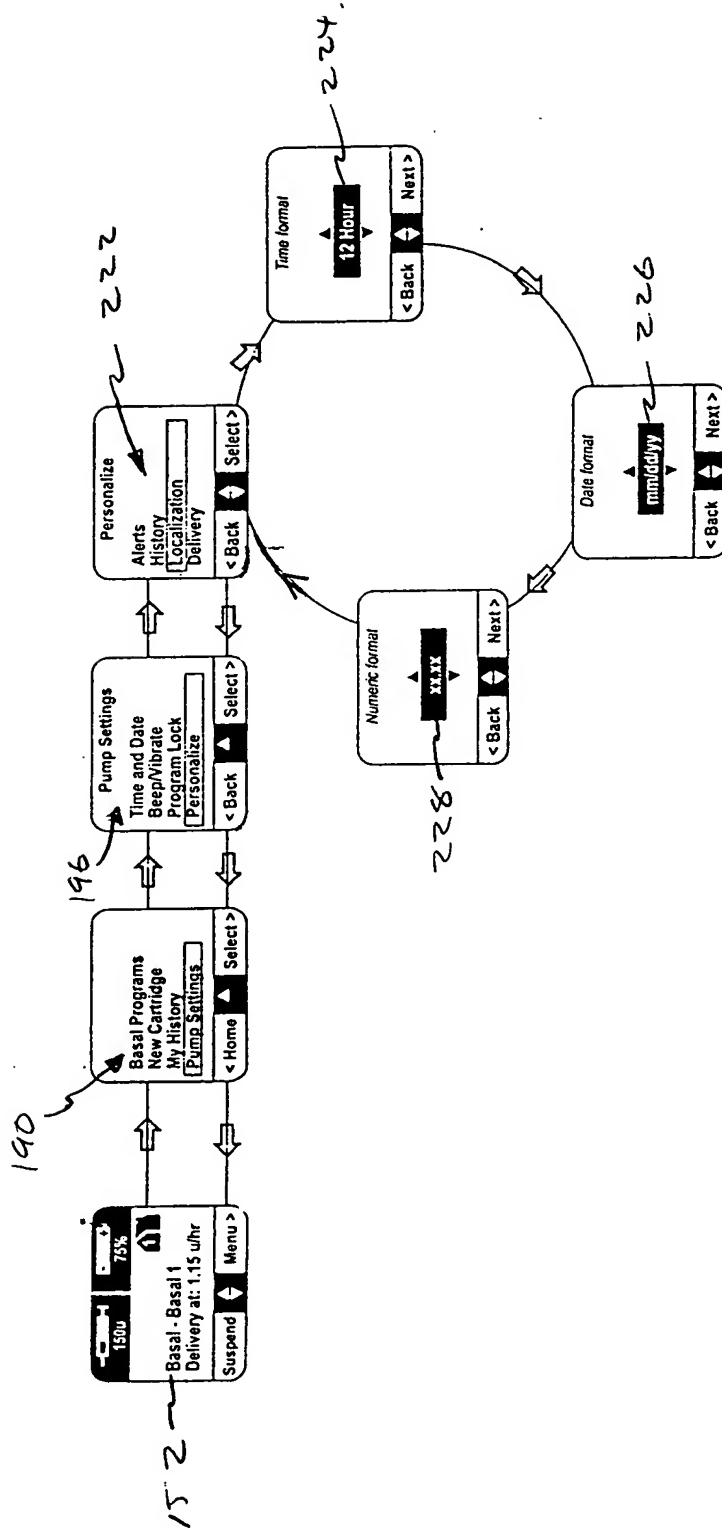 152
150u 75%
1
Basal - Basal 1
Delivery at: 1.15 u/hr
Suspend Menu >
190
Basal Programs
New Cartridge
My History
Pump Settings
< Home Select >
196
Pump Settings
Time and Date
Beep/Vibrate
Program Lock
Personalize
< Back Select >
222
Personalize
Alerts
History
Localization
Delivery
< Back Select >
224.
Time format
12 Hour
< Back Next >
226
Date format
mm/dd/yy
< Back Next >
228
Numeric format
xx.xx
< Back Next >